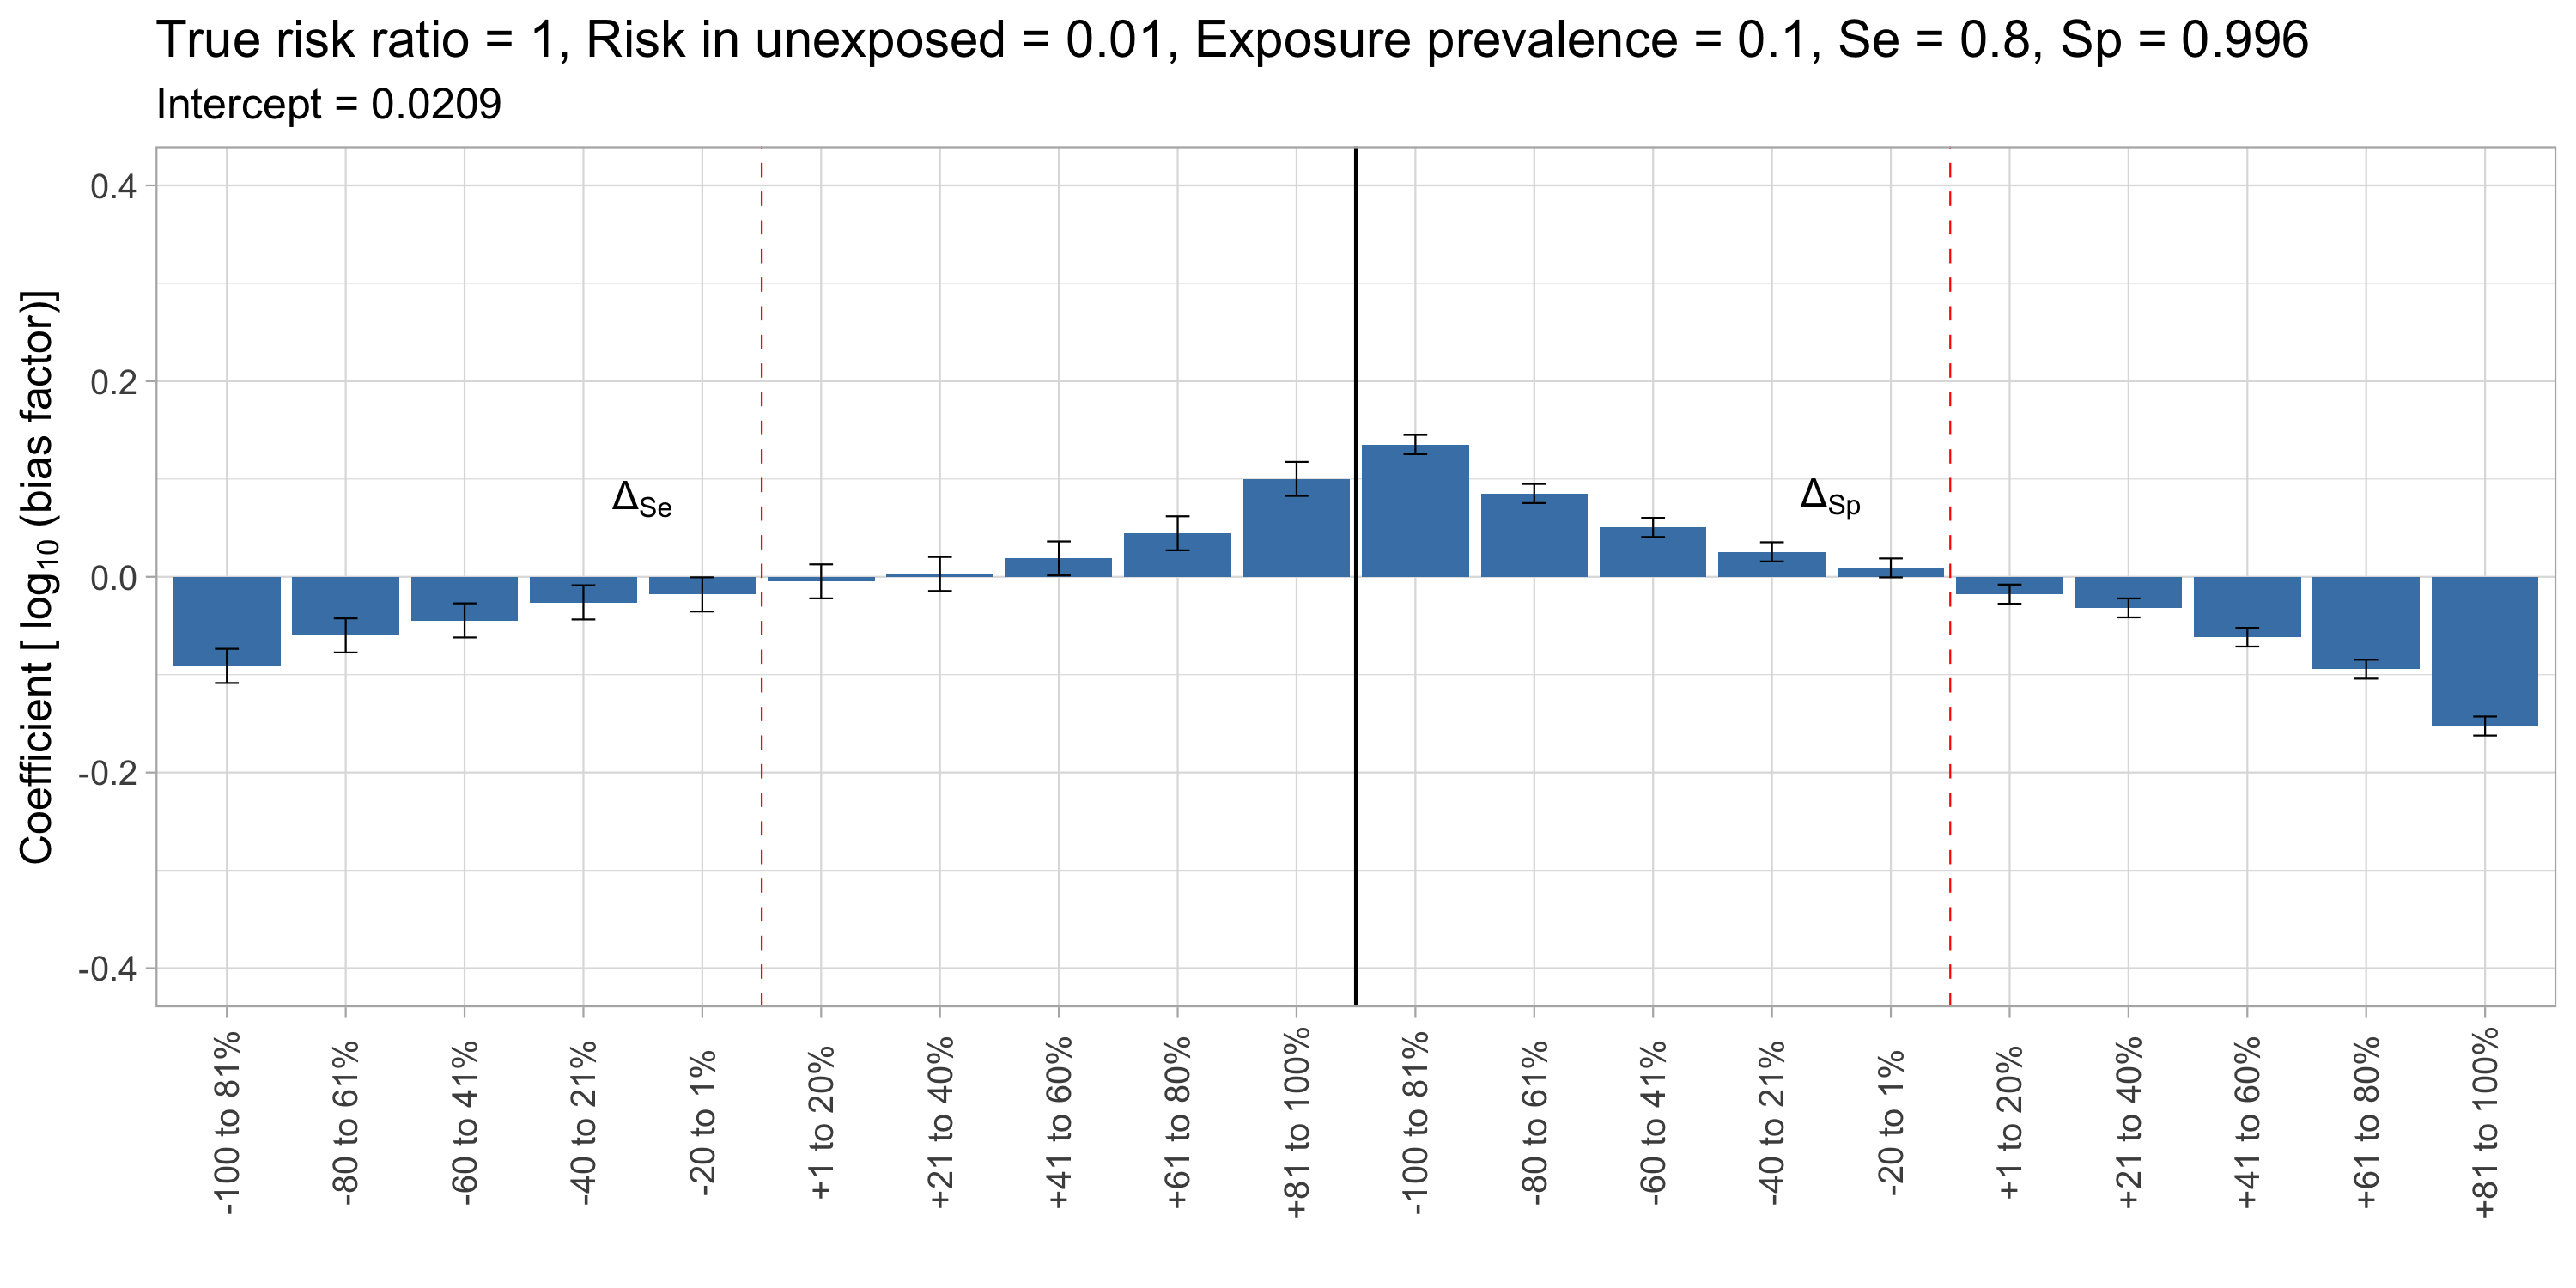 True risk ratio = 1, Risk in unexposed = 0.01, Exposure prevalence = 0.1, Se = 0.8, Sp = 0.996
Intercept = 0.0209
Coefficient [ log10 (bias factor)]
0.4
0.2
0.0
-0.2
-0.4
ΔSe
ΔSp
-100 to 81%
-80 to 61%
-60 to 41%
-40 to 21%
-20 to 1%
+1 to 20%
+21 to 40%
+41 to 60%
+61 to 80%
+81 to 100%
-100 to 81%
-80 to 61%
-60 to 41%
-40 to 21%
-20 to 1%
+1 to 20%
+21 to 40%
+41 to 60%
+61 to 80%
+81 to 100%